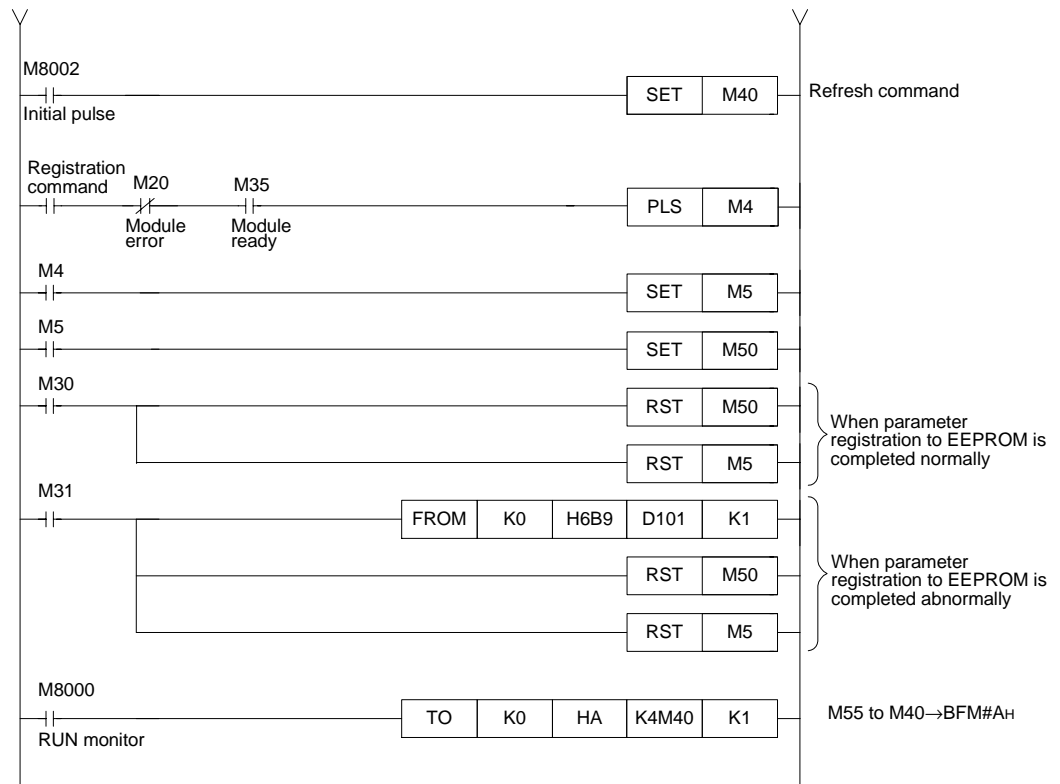 M8002
SET M40 Refresh command
Initial pulse
Registration
command M20 M35
PLS M4
Module
error
Module
ready
M4
SET M5
M5
SET M50
M30
RST M50
When parameter
registration to EEPROM is
completed normally
RST M5
M31
FROM K0 H6B9 D101 K1
When parameter
registration to EEPROM is
completed abnormally
RST M50
RST M5
M8000
TO K0 HA K4M40 K1 M55 to M40→BFM#AH
RUN monitor